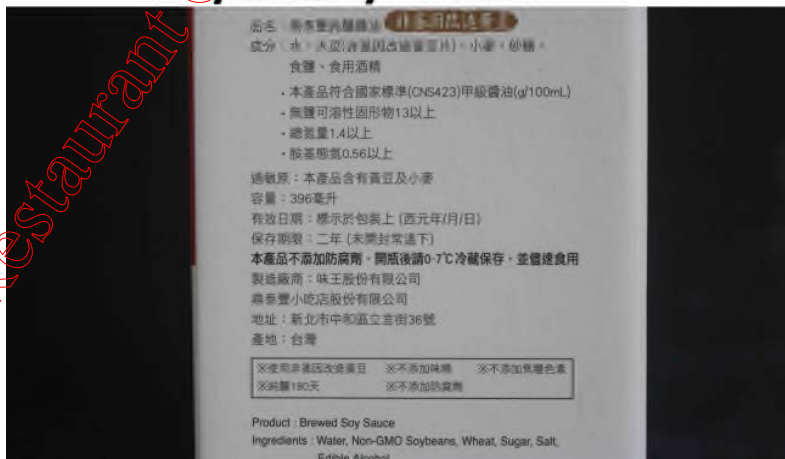 Restaurant
品名：鼎泰豐
成分：水、大豆(非基因改造黃豆片)、小麥、砂糖、
食鹽、食用酒精
・本產品符合國家標準(CNS423)甲級醬油(g/100mL)
・無鹽可溶性固形物13以上
・總氮量1.4以上
・胺基態氮0.56以上
過敏原：本產品含有黃豆及小麥
容量：396毫升
有效日期：標示於包裝上 (西元年/月/日)
保存期限：二年 (未開封常溫下)
本產品不添加防腐劑，開瓶後請0-7℃冷藏保存，並儘速食用
製造廠商：味王股份有限公司
鼎泰豐小吃店股份有限公司
地址：新北市中和區立言街36號
產地：台灣
※使用非基因改造黃豆 ※不添加味精 ※不添加焦糖色素
※純釀180天 ※不添加防腐劑
Product : Brewed Soy Sauce
Ingredients : Water, Non-GMO Soybeans, Wheat, Sugar, Salt,
Edible Alcohol